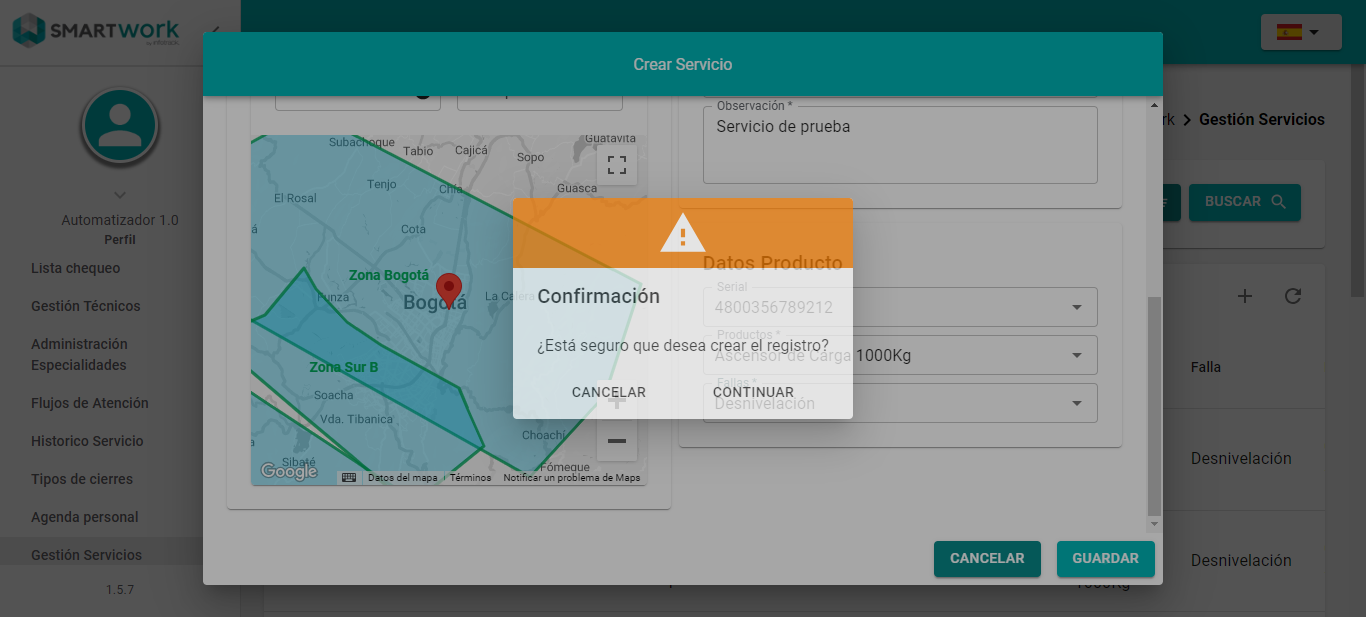 SMARTWORK
Crear Servicio
rk > Gestión Servicios
Automatizador 1.0
Perfil
Lista chequeo
Gestión Técnicos
Administración
Especialidades
Flujos de Atención
Historico Servicio
Tipos de cierres
Agenda personal
Gestión Servicios
1.5.7
Subachoque
Tabio
Cajicá
Sopo
Guatavita
Tenjo
Chía
Guasca
El Rosal
Cota
Zona Bogotá
Funza
Bogotá
La Calera
Zona Sur B
Soacha
Vda. Tibanica
Choachí
Sibaté
Fómeque
Google
Datos del mapa
Términos
Notificar un problema de Maps
Observación *
Servicio de prueba
Datos Producto
Serial
4800356789212
Productos *
Ascensor de Carga 1000Kg
Fallas *
Desnivelación
Confirmación
¿Está seguro que desea crear el registro?
CANCELAR
CONTINUAR
CANCELAR
GUARDAR
BUSCAR
Falla
Desnivelación
Desnivelación
1000Kg